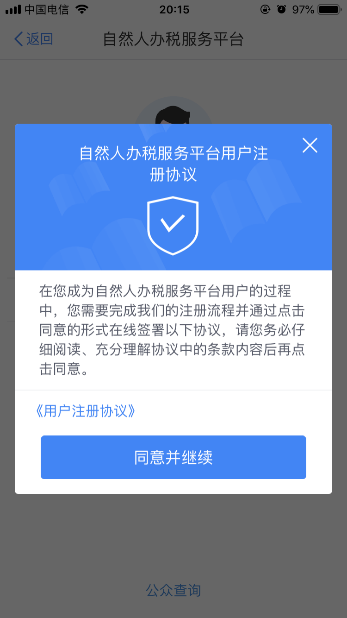 中国电信 20:15 97%
返回 自然人办税服务平台
自然人办税服务平台用户注
册协议
在您成为自然人办税服务平台用户的过程
中，您需要完成我们的注册流程并通过点击
同意的形式在线签署以下协议，请您务必仔
细阅读、充分理解协议中的条款内容后再点
击同意。
《用户注册协议》
同意并继续
公众查询